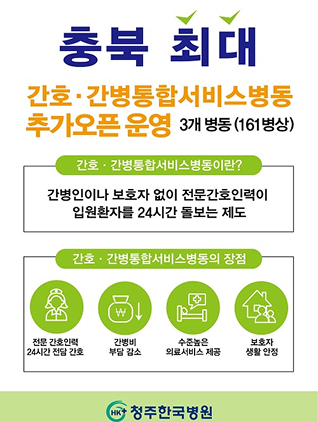 충북 최대
간호·간병통합서비스병동
추가오픈 운영 3개 병동 (161병상)
간호·간병통합서비스병동이란?
간병인이나 보호자 없이 전문간호인력이
입원환자를 24시간 돌보는 제도
간호·간병통합서비스병동의 장점
전문 간호인력
24시간 전담 간호
간병비
부담 감소
수준높은
의료서비스 제공
보호자
생활 안정
HK+ 청주한국병원